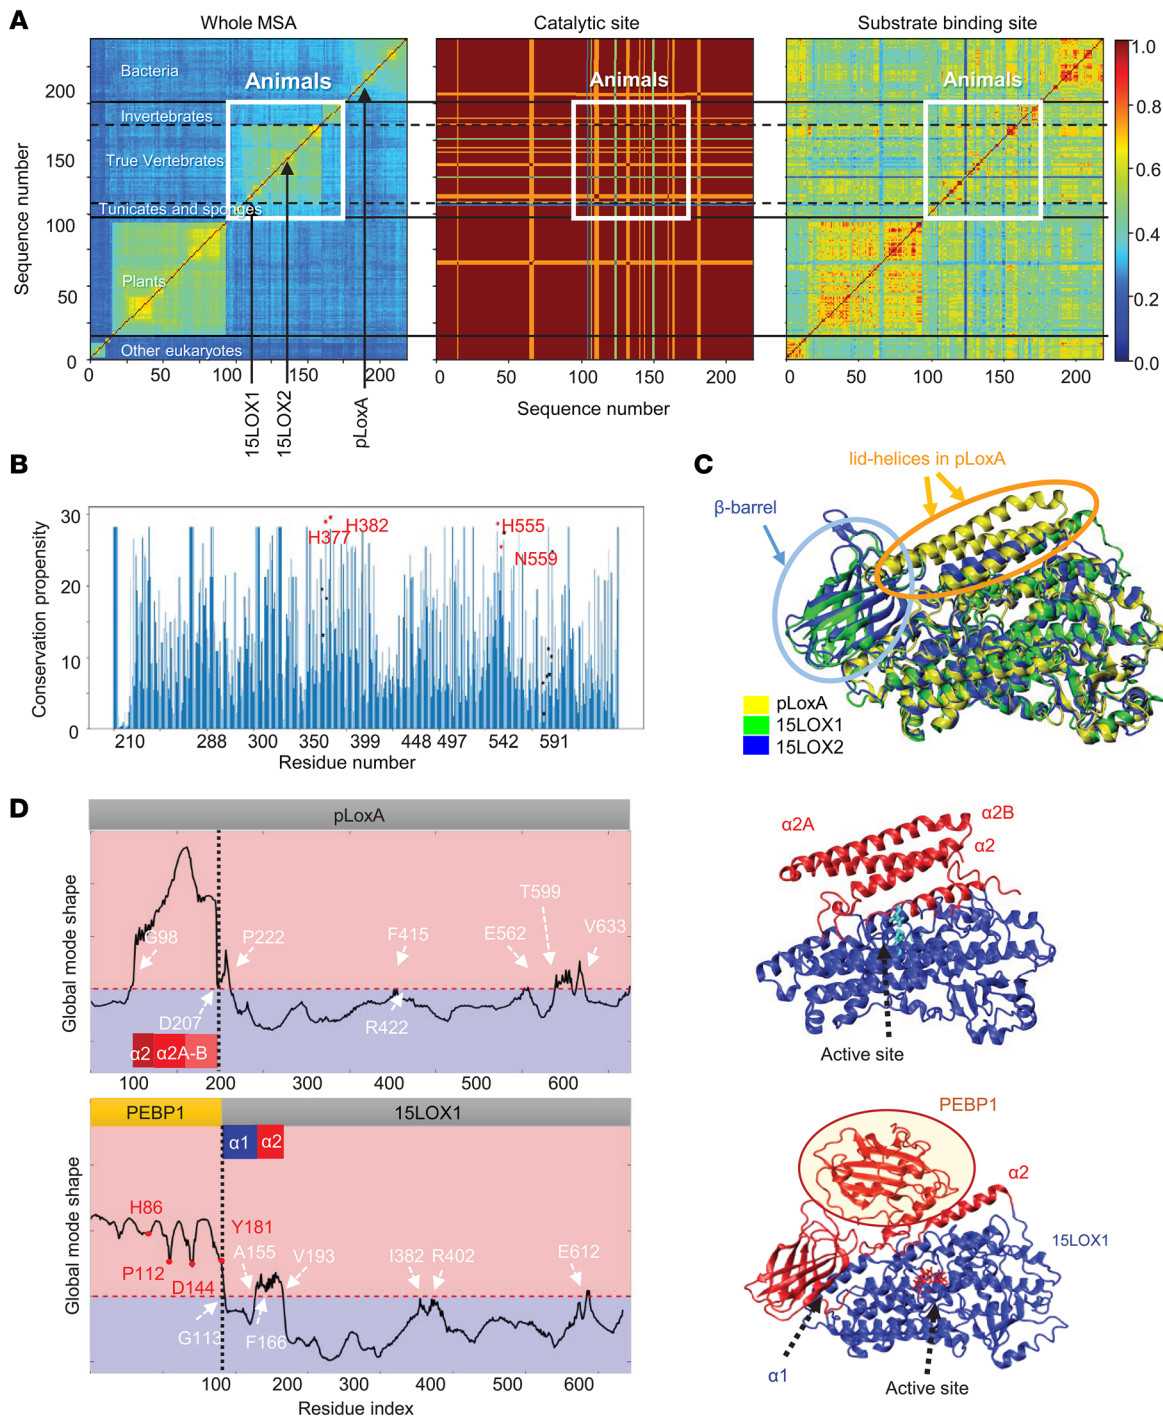 A
Whole MSA
Catalytic site
Substrate binding site
Sequence number
200
150
100
50
0
Bacteria
Animals
Invertebrates
True Vertebrates
Tunicates and sponges
Plants
Other eukaryotes
Animals
Animals
1.0
0.8
0.6
0.4
0.2
0.0
0 50 100 150 200
0 50 100 150 200
0 50 100 150 200
15LOX1
15LOX2
pLoxA
Sequence number
B
Conservation propensity
30
20
10
0
H377
H382
H555
N559
210 288 300 350 399 448 497 542 591
Residue number
C
lid-helices in pLoxA
β-barrel
pLoxA
15LOX1
15LOX2
D
pLoxA
Global mode shape
G98
P222
F415
E562
T599
V633
D207
R422
α2 α2A-B
100 200 300 400 500 600
α2A
α2B
α2
Active site
PEBP1
15LOX1
α1 α2
Global mode shape
H86
P112
D144
Y181
A155
V193
I382
R402
E612
G113
F166
100 200 300 400 500 600
Residue index
PEBP1
α2
15LOX1
α1
Active site